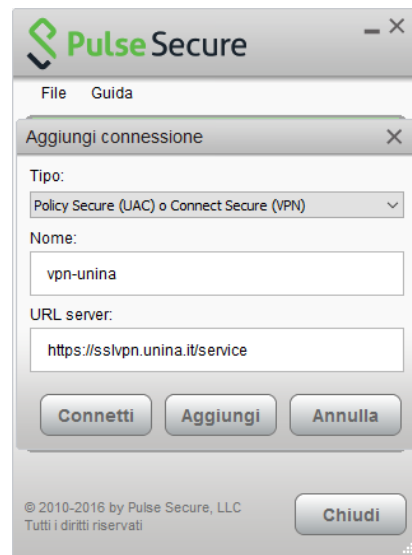 Pulse Secure
File Guida
Aggiungi connessione
Tipo:
Policy Secure (UAC) o Connect Secure (VPN)
Nome:
vpn-unina
URL server:
https://sslvpn.unina.it/service
Connetti Aggiungi Annulla
© 2010-2016 by Pulse Secure, LLC
Tutti i diritti riservati
Chiudi